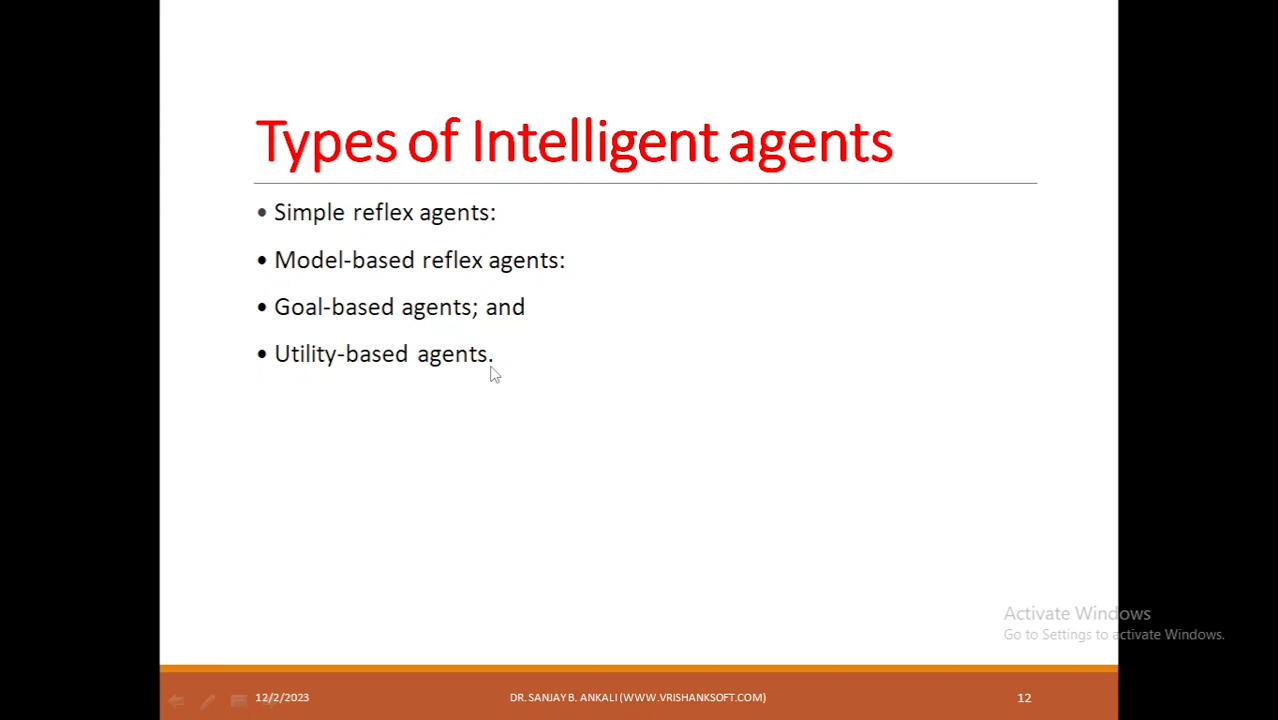 Types of Intelligent agents
• Simple reflex agents:
• Model-based reflex agents:
• Goal-based agents; and
• Utility-based agents.
Activate Windows
Go to Settings to activate Windows.
12/2/2023
DR. SANJAY B. ANKALI (WWW.VRISHANKSOFT.COM)
12